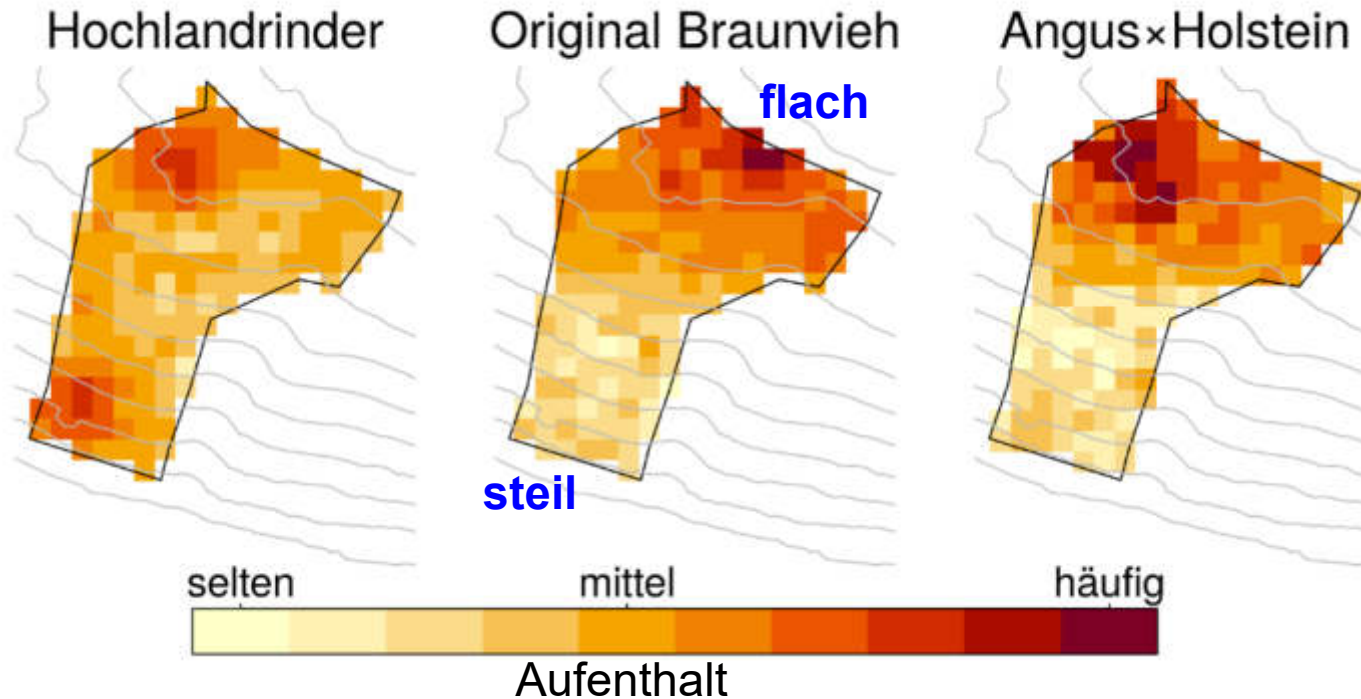 Hochlandrinder
Original Braunvieh
Angus×Holstein
flach
steil
selten
mittel
häufig
Aufenthalt